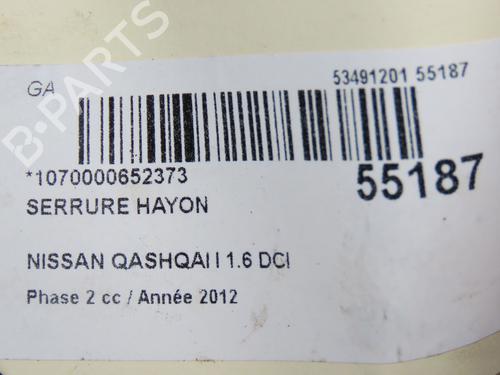 GA
53491201 55187
*1070000652373
55187
SERRURE HAYON
NISSAN QASHQAI I 1.6 DCI
Phase 2 cc / Année 2012
B-PARTS